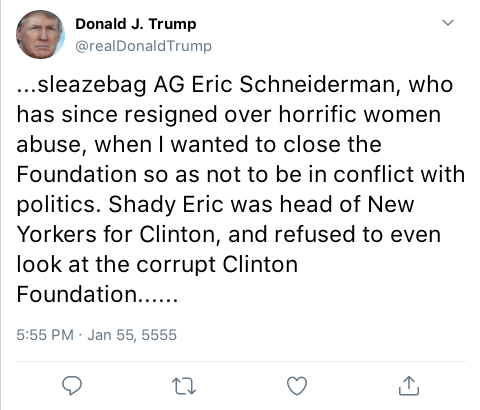 Donald J. Trump
@realDonaldTrump
...sleazebag AG Eric Schneiderman, who
has since resigned over horrific women
abuse, when I wanted to close the
Foundation so as not to be in conflict with
politics. Shady Eric was head of New
Yorkers for Clinton, and refused to even
look at the corrupt Clinton
Foundation......
5:55 PM · Jan 55, 5555